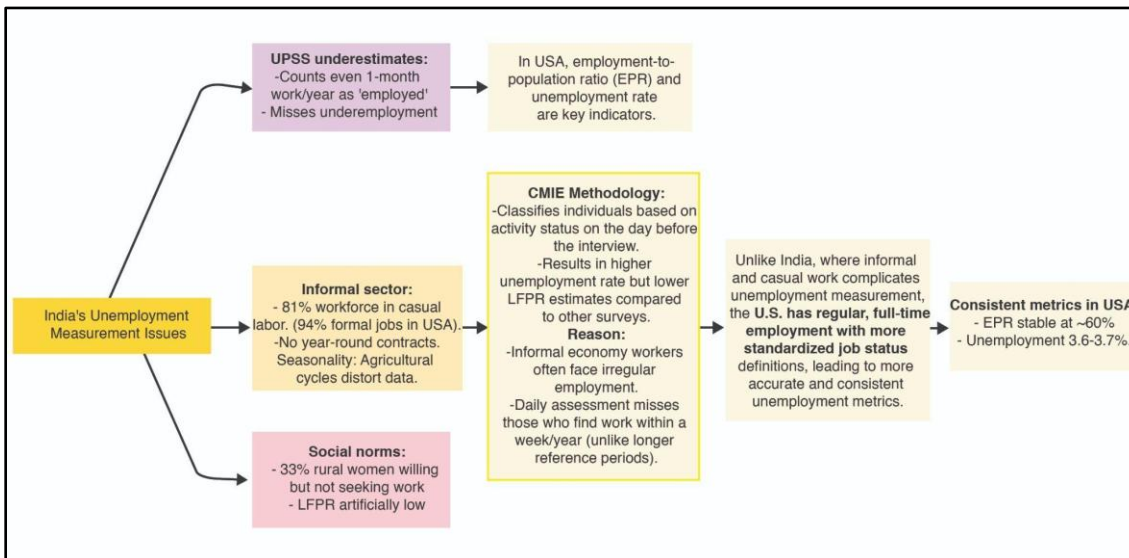 India's Unemployment
Measurement Issues
UPSS underestimates:
-Counts even 1-month
work/year as 'employed'
- Misses underemployment
In USA, employment-to-
population ratio (EPR) and
unemployment rate
are key indicators.
Informal sector:
- 81% workforce in casual
labor. (94% formal jobs in USA).
-No year-round contracts.
Seasonality: Agricultural
cycles distort data.
CMIE Methodology:
-Classifies individuals based on
activity status on the day before
the interview.
-Results in higher
unemployment rate but lower
LFPR estimates compared
to other surveys.
Reason:
-Informal economy workers
often face irregular
employment.
-Daily assessment misses
those who find work within a
week/year (unlike longer
reference periods).
Unlike India, where informal
and casual work complicates
unemployment measurement,
the U.S. has regular, full-time
employment with more
standardized job status
definitions, leading to more
accurate and consistent
unemployment metrics.
Consistent metrics in USA
- EPR stable at ~60%
- Unemployment 3.6-3.7%.
Social norms:
- 33% rural women willing
but not seeking work
- LFPR artificially low